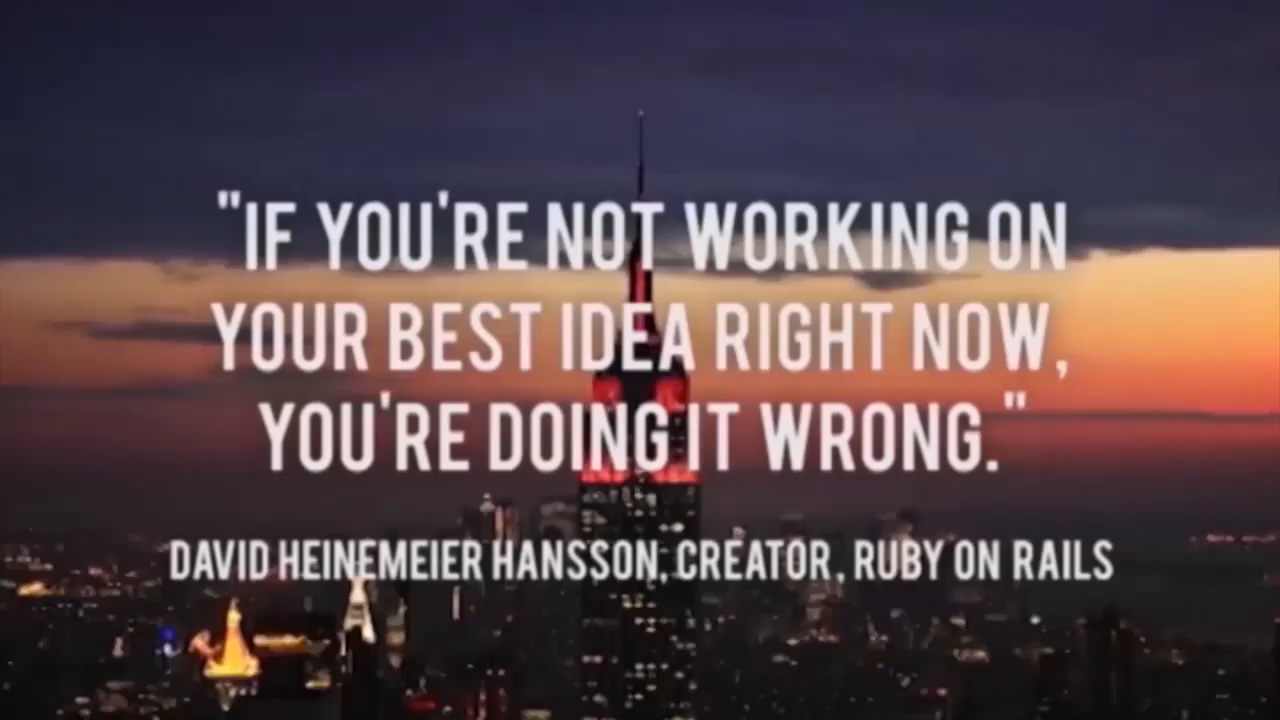 "IF YOU'RE NOT WORKING ON
YOUR BEST IDEA RIGHT NOW,
YOU'RE DOING IT WRONG."
DAVID HEINEMEIER HANSSON, CREATOR, RUBY ON RAILS